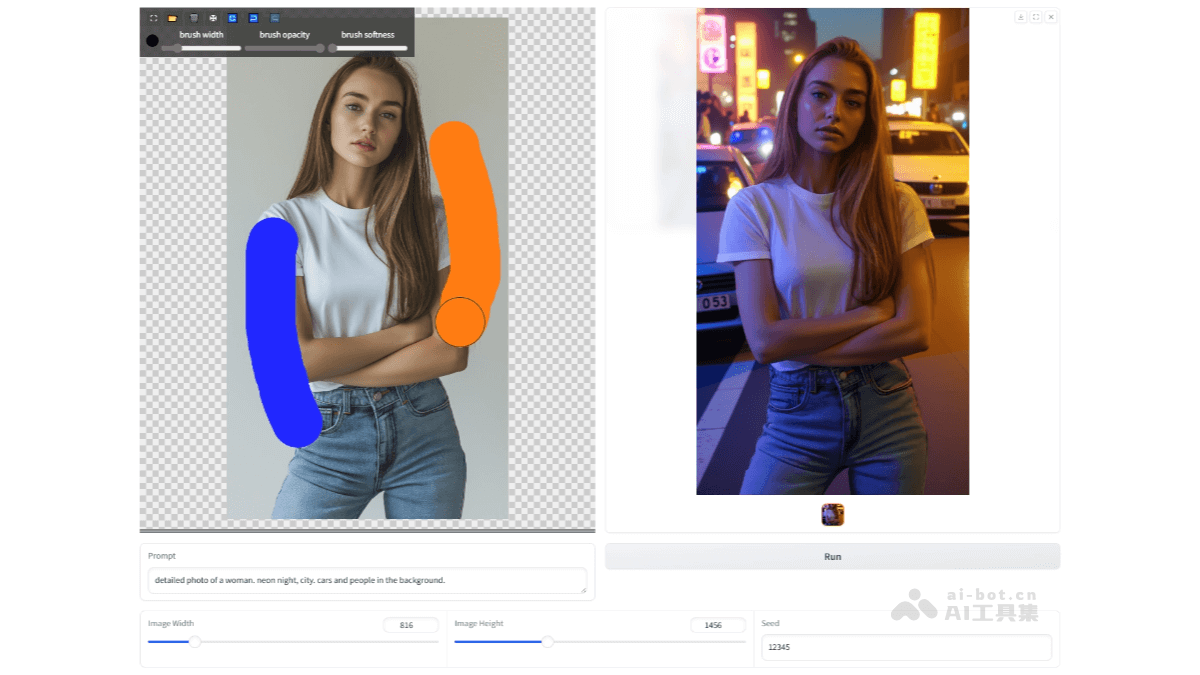 brush width
brush opacity
brush softness
053
Prompt
detailed photo of a woman. neon night, city. cars and people in the background.
Run
ai-bot.cn
AI工具集
Image Width
816
Image Height
1456
Seed
12345